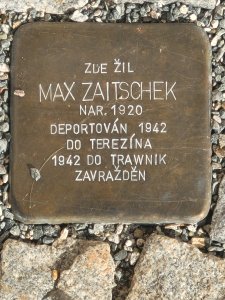 ZDE ŽIL
MAX ZAITSCHEK
NAR. 1920
DEPORTOVÁN 1942
DO TEREZÍNA
1942 DO TRAWNIK
ZAVRAŽDĚN